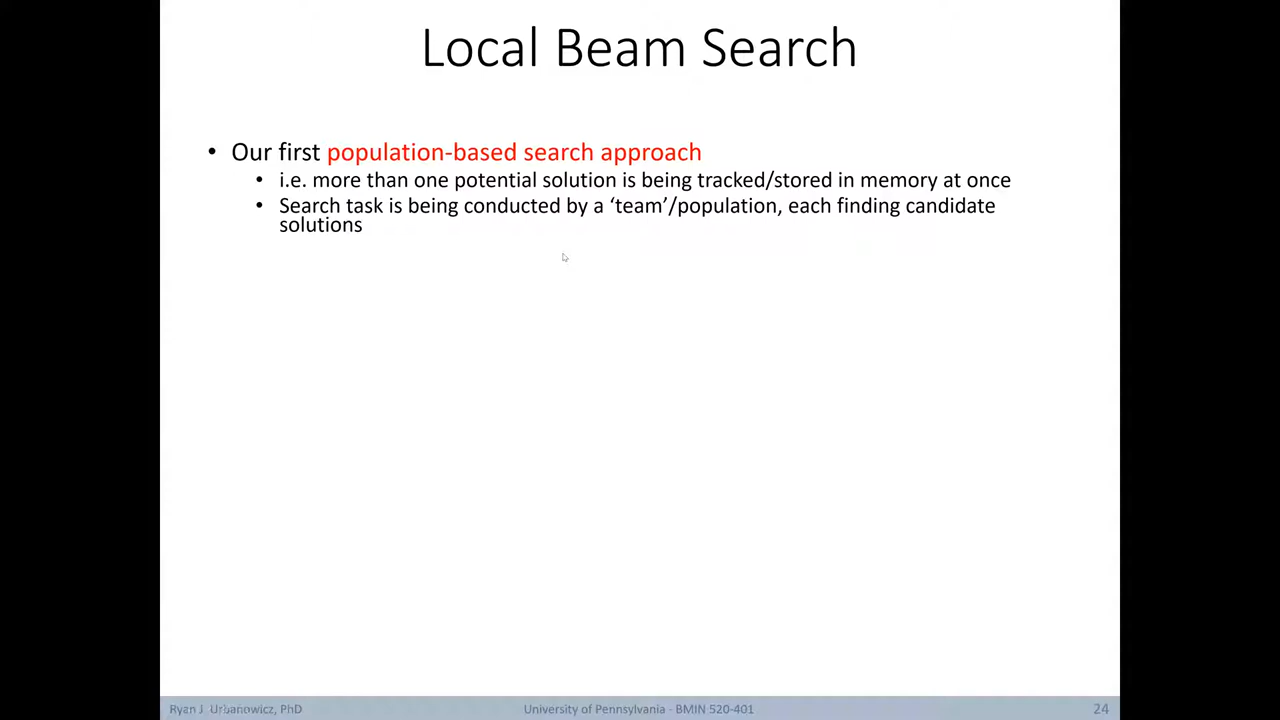 Local Beam Search
• Our first population-based search approach
• i.e. more than one potential solution is being tracked/stored in memory at once
• Search task is being conducted by a ‘team’/population, each finding candidate
solutions
Ryan J. Urbanowicz, PhD
University of Pennsylvania - BMIN 520-401
24